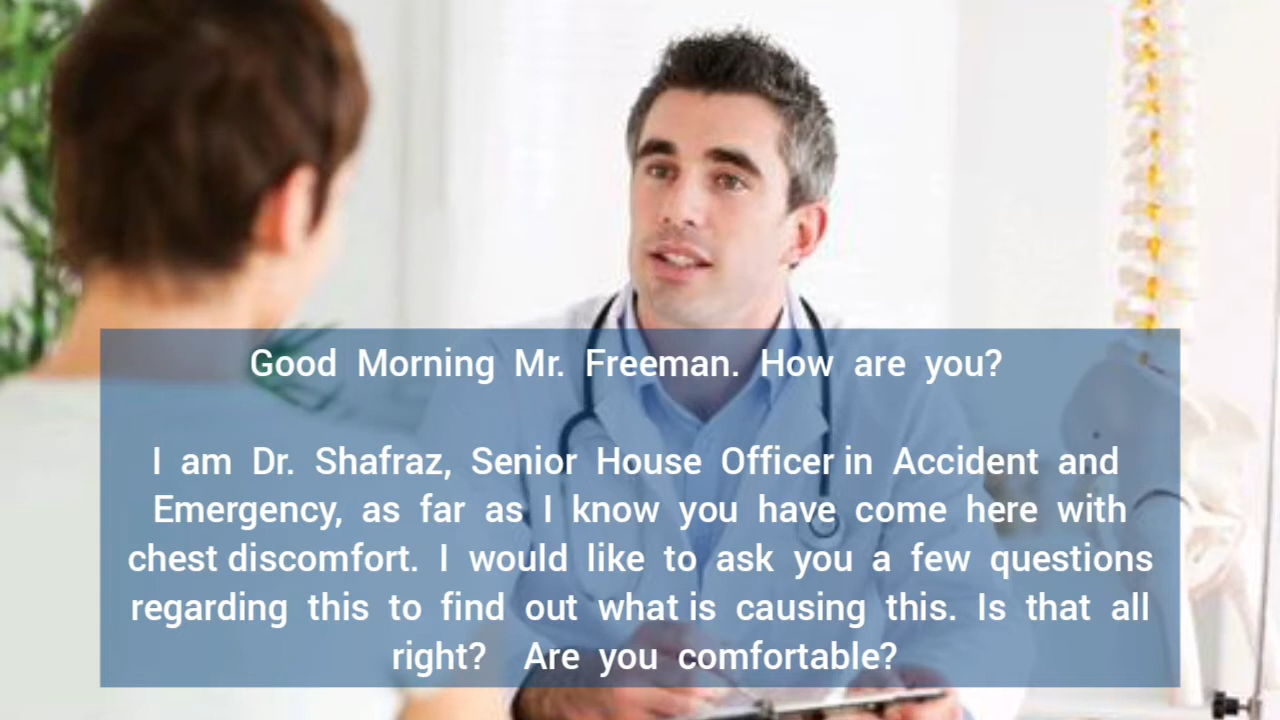 Good Morning Mr. Freeman. How are you?
I am Dr. Shafraz, Senior House Officer in Accident and
Emergency, as far as I know you have come here with
chest discomfort. I would like to ask you a few questions
regarding this to find out what is causing this. Is that all
right? Are you comfortable?